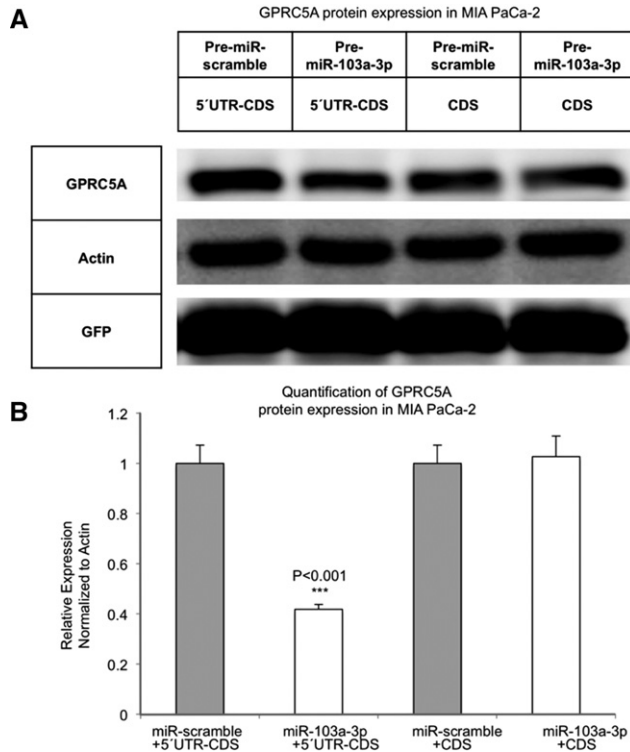 A
GPRC5A protein expression in MIA PaCa-2
Pre-miR-
scramble
Pre-
miR-103a-3p
Pre-miR-
scramble
Pre-
miR-103a-3p
5´UTR-CDS
5´UTR-CDS
CDS
CDS
GPRC5A
Actin
GFP
B
Quantification of GPRC5A
protein expression in MIA PaCa-2
Relative Expression
Normalized to Actin
1.2
1
0.8
0.6
0.4
0.2
0
P<0.001
***
miR-scramble
+5´UTR-CDS
miR-103a-3p
+5´UTR-CDS
miR-scramble
+CDS
miR-103a-3p
+CDS